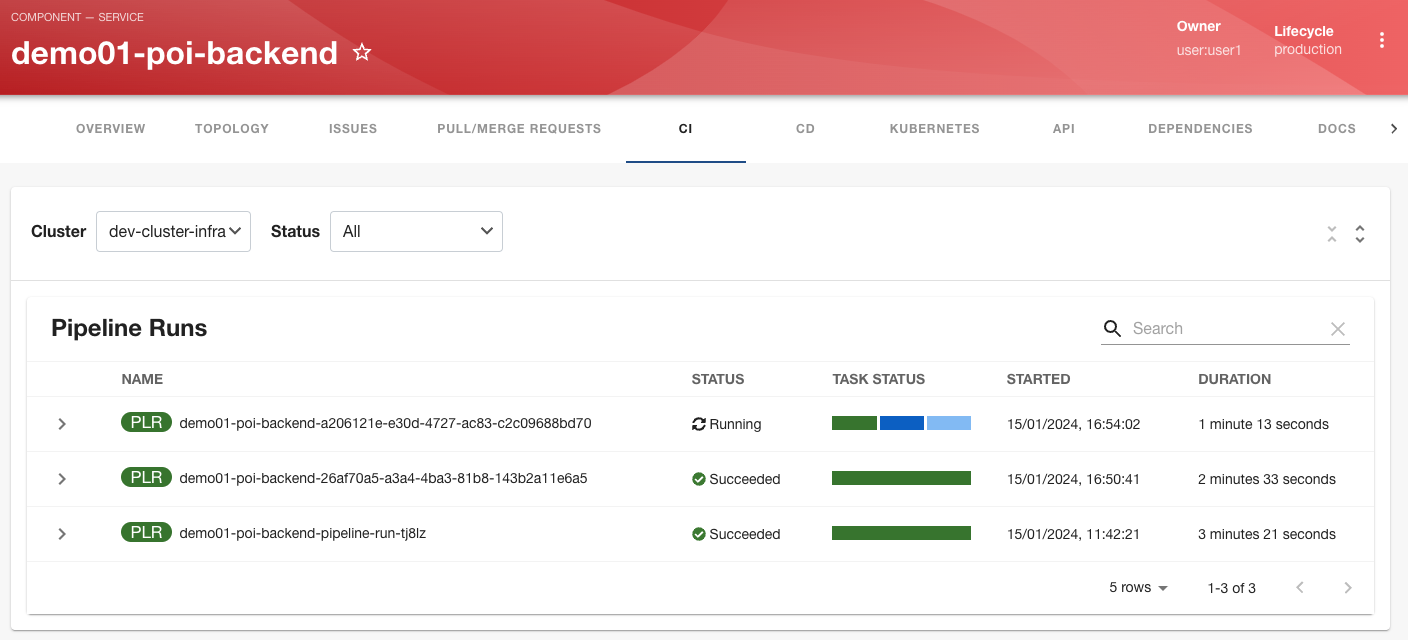 COMPONENT — SERVICE
demo01-poi-backend
Owner
user:user1
Lifecycle
production
OVERVIEW TOPOLOGY ISSUES PULL/MERGE REQUESTS CI CD KUBERNETES API DEPENDENCIES DOCS
Cluster dev-cluster-infra Status All
Pipeline Runs Search
NAME STATUS TASK STATUS STARTED DURATION
PLR demo01-poi-backend-a206121e-e30d-4727-ac83-c2c09688bd70 Running 15/01/2024, 16:54:02 1 minute 13 seconds
PLR demo01-poi-backend-26af70a5-a3a4-4ba3-81b8-143b2a11e6a5 Succeeded 15/01/2024, 16:50:41 2 minutes 33 seconds
PLR demo01-poi-backend-pipeline-run-tj8lz Succeeded 15/01/2024, 11:42:21 3 minutes 21 seconds
5 rows 1-3 of 3